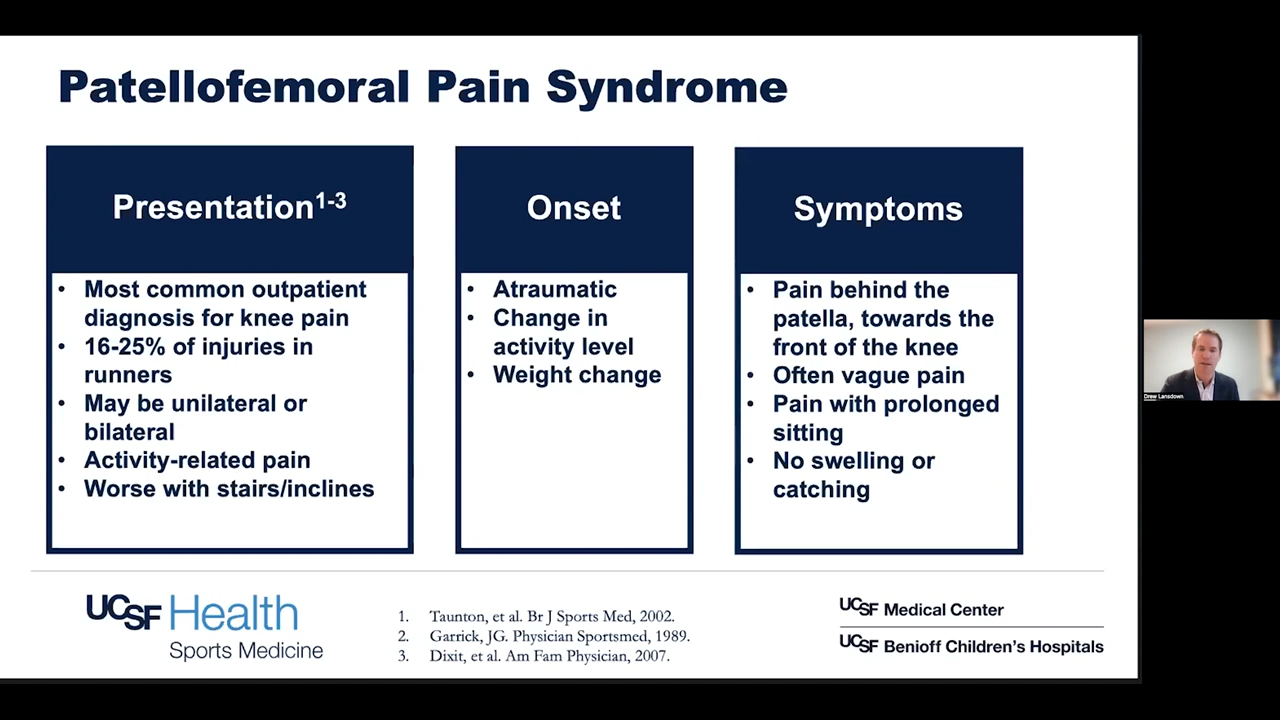 Patellofemoral Pain Syndrome
Presentation1-3
• Most common outpatient
diagnosis for knee pain
• 16-25% of injuries in
runners
• May be unilateral or
bilateral
• Activity-related pain
• Worse with stairs/inclines
Onset
• Atraumatic
• Change in
activity level
• Weight change
Symptoms
• Pain behind the
patella, towards the
front of the knee
• Often vague pain
• Pain with prolonged
sitting
• No swelling or
catching
Drew Lansdown
UCSF Health
Sports Medicine
1. Taunton, et al. Br J Sports Med, 2002.
2. Garrick, JG. Physician Sportsmed, 1989.
3. Dixit, et al. Am Fam Physician, 2007.
UCSF Medical Center
UCSF Benioff Children's Hospitals